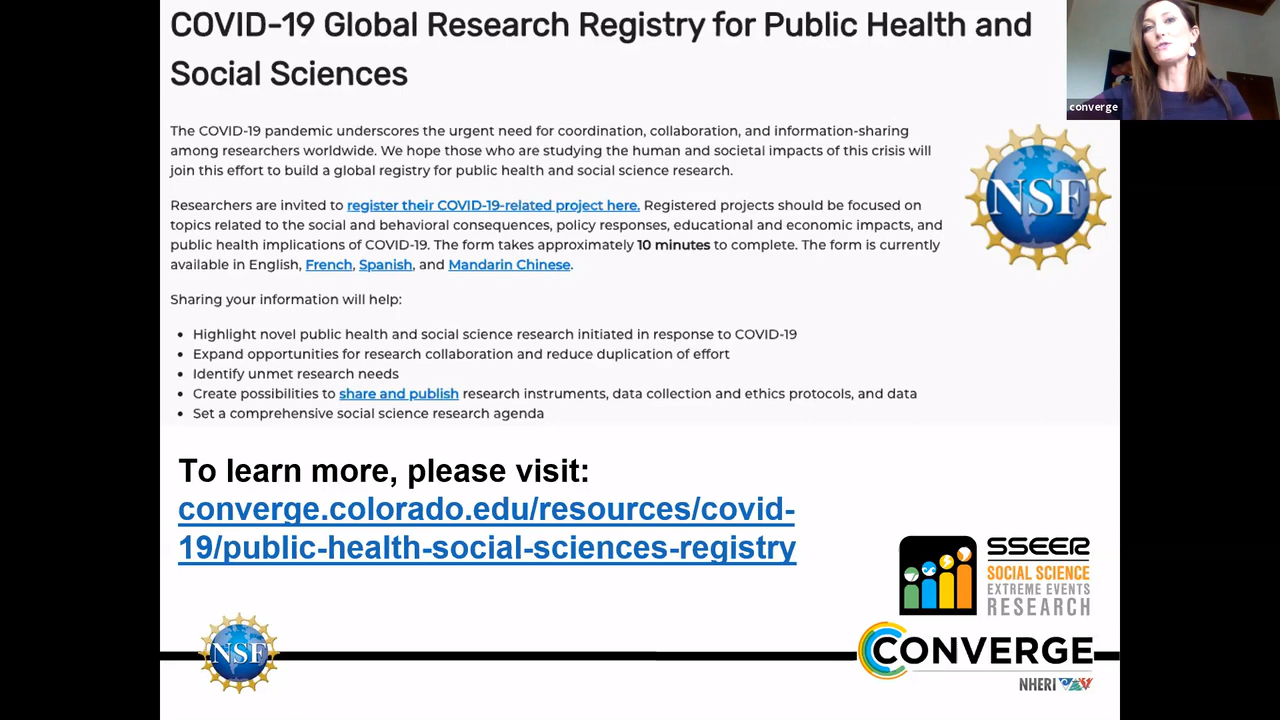 COVID-19 Global Research Registry for Public Health and
Social Sciences
.converge
The COVID-19 pandemic underscores the urgent need for coordination, collaboration, and information-sharing
among researchers worldwide. We hope those who are studying the human and societal impacts of this crisis will
join this effort to build a global registry for public health and social science research.
NSF
Researchers are invited to register their COVID-19-related project here. Registered projects should be focused on
topics related to the social and behavioral consequences, policy responses, educational and economic impacts, and
public health implications of COVID-19. The form takes approximately 10 minutes to complete. The form is currently
available in English, French, Spanish, and Mandarin Chinese.
Sharing your information will help:
• Highlight novel public health and social science research initiated in response to COVID-19
• Expand opportunities for research collaboration and reduce duplication of effort
• Identify unmet research needs
• Create possibilities to share and publish research instruments, data collection and ethics protocols, and data
• Set a comprehensive social science research agenda
To learn more, please visit:
converge.colorado.edu/resources/covid-
19/public-health-social-sciences-registry
SSEER
SOCIAL SCIENCE
EXTREME EVENTS
RESEARCH
NSF
CONVERGE
NHERI